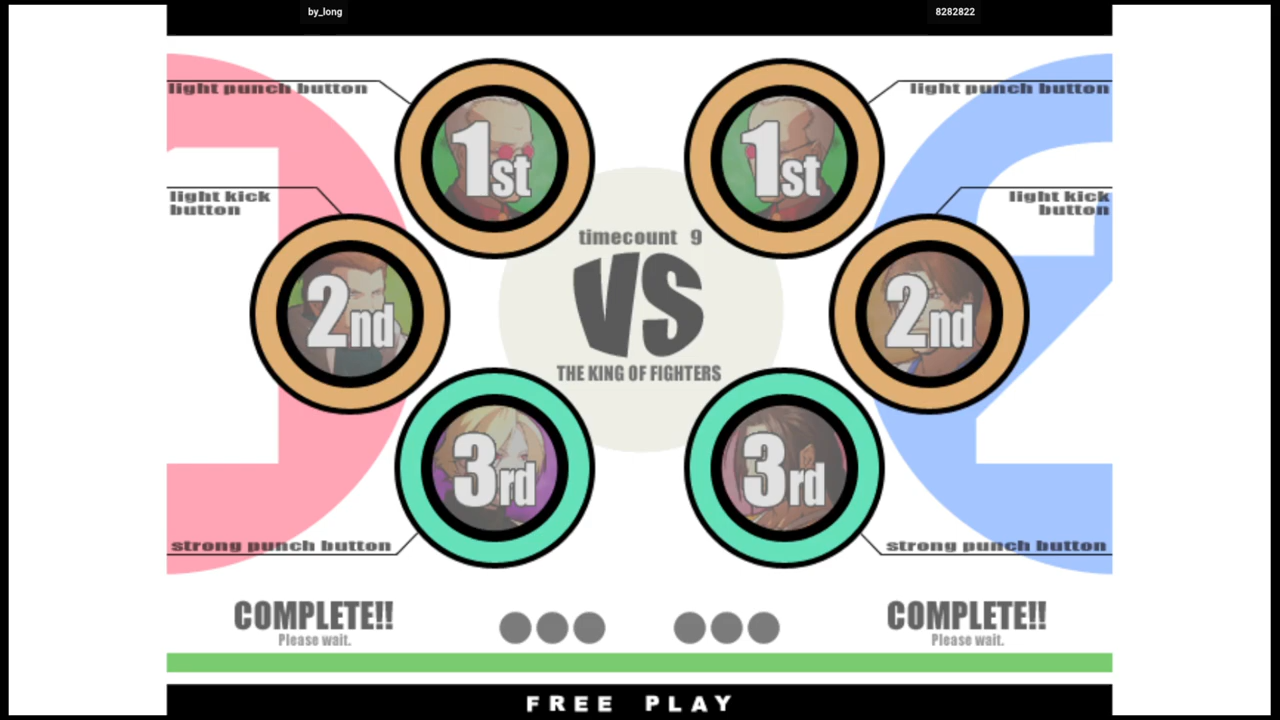 by_long 8282822
light punch button light punch button
1st 1st
light kick button light kick button
timecount 9
VS
THE KING OF FIGHTERS
2nd 2nd
3rd 3rd
strong punch button strong punch button
COMPLETE!! COMPLETE!!
Please wait. Please wait.
FREE PLAY
1
2